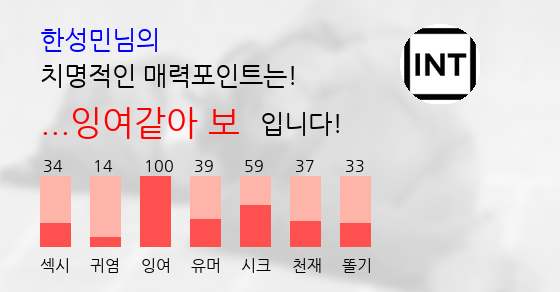 한성민님의
치명적인 매력포인트는!
INT
...잉여같아 보 입니다!
34 14 100 39 59 37 33
섹시 귀염 잉여 유머 시크 천재 똘기